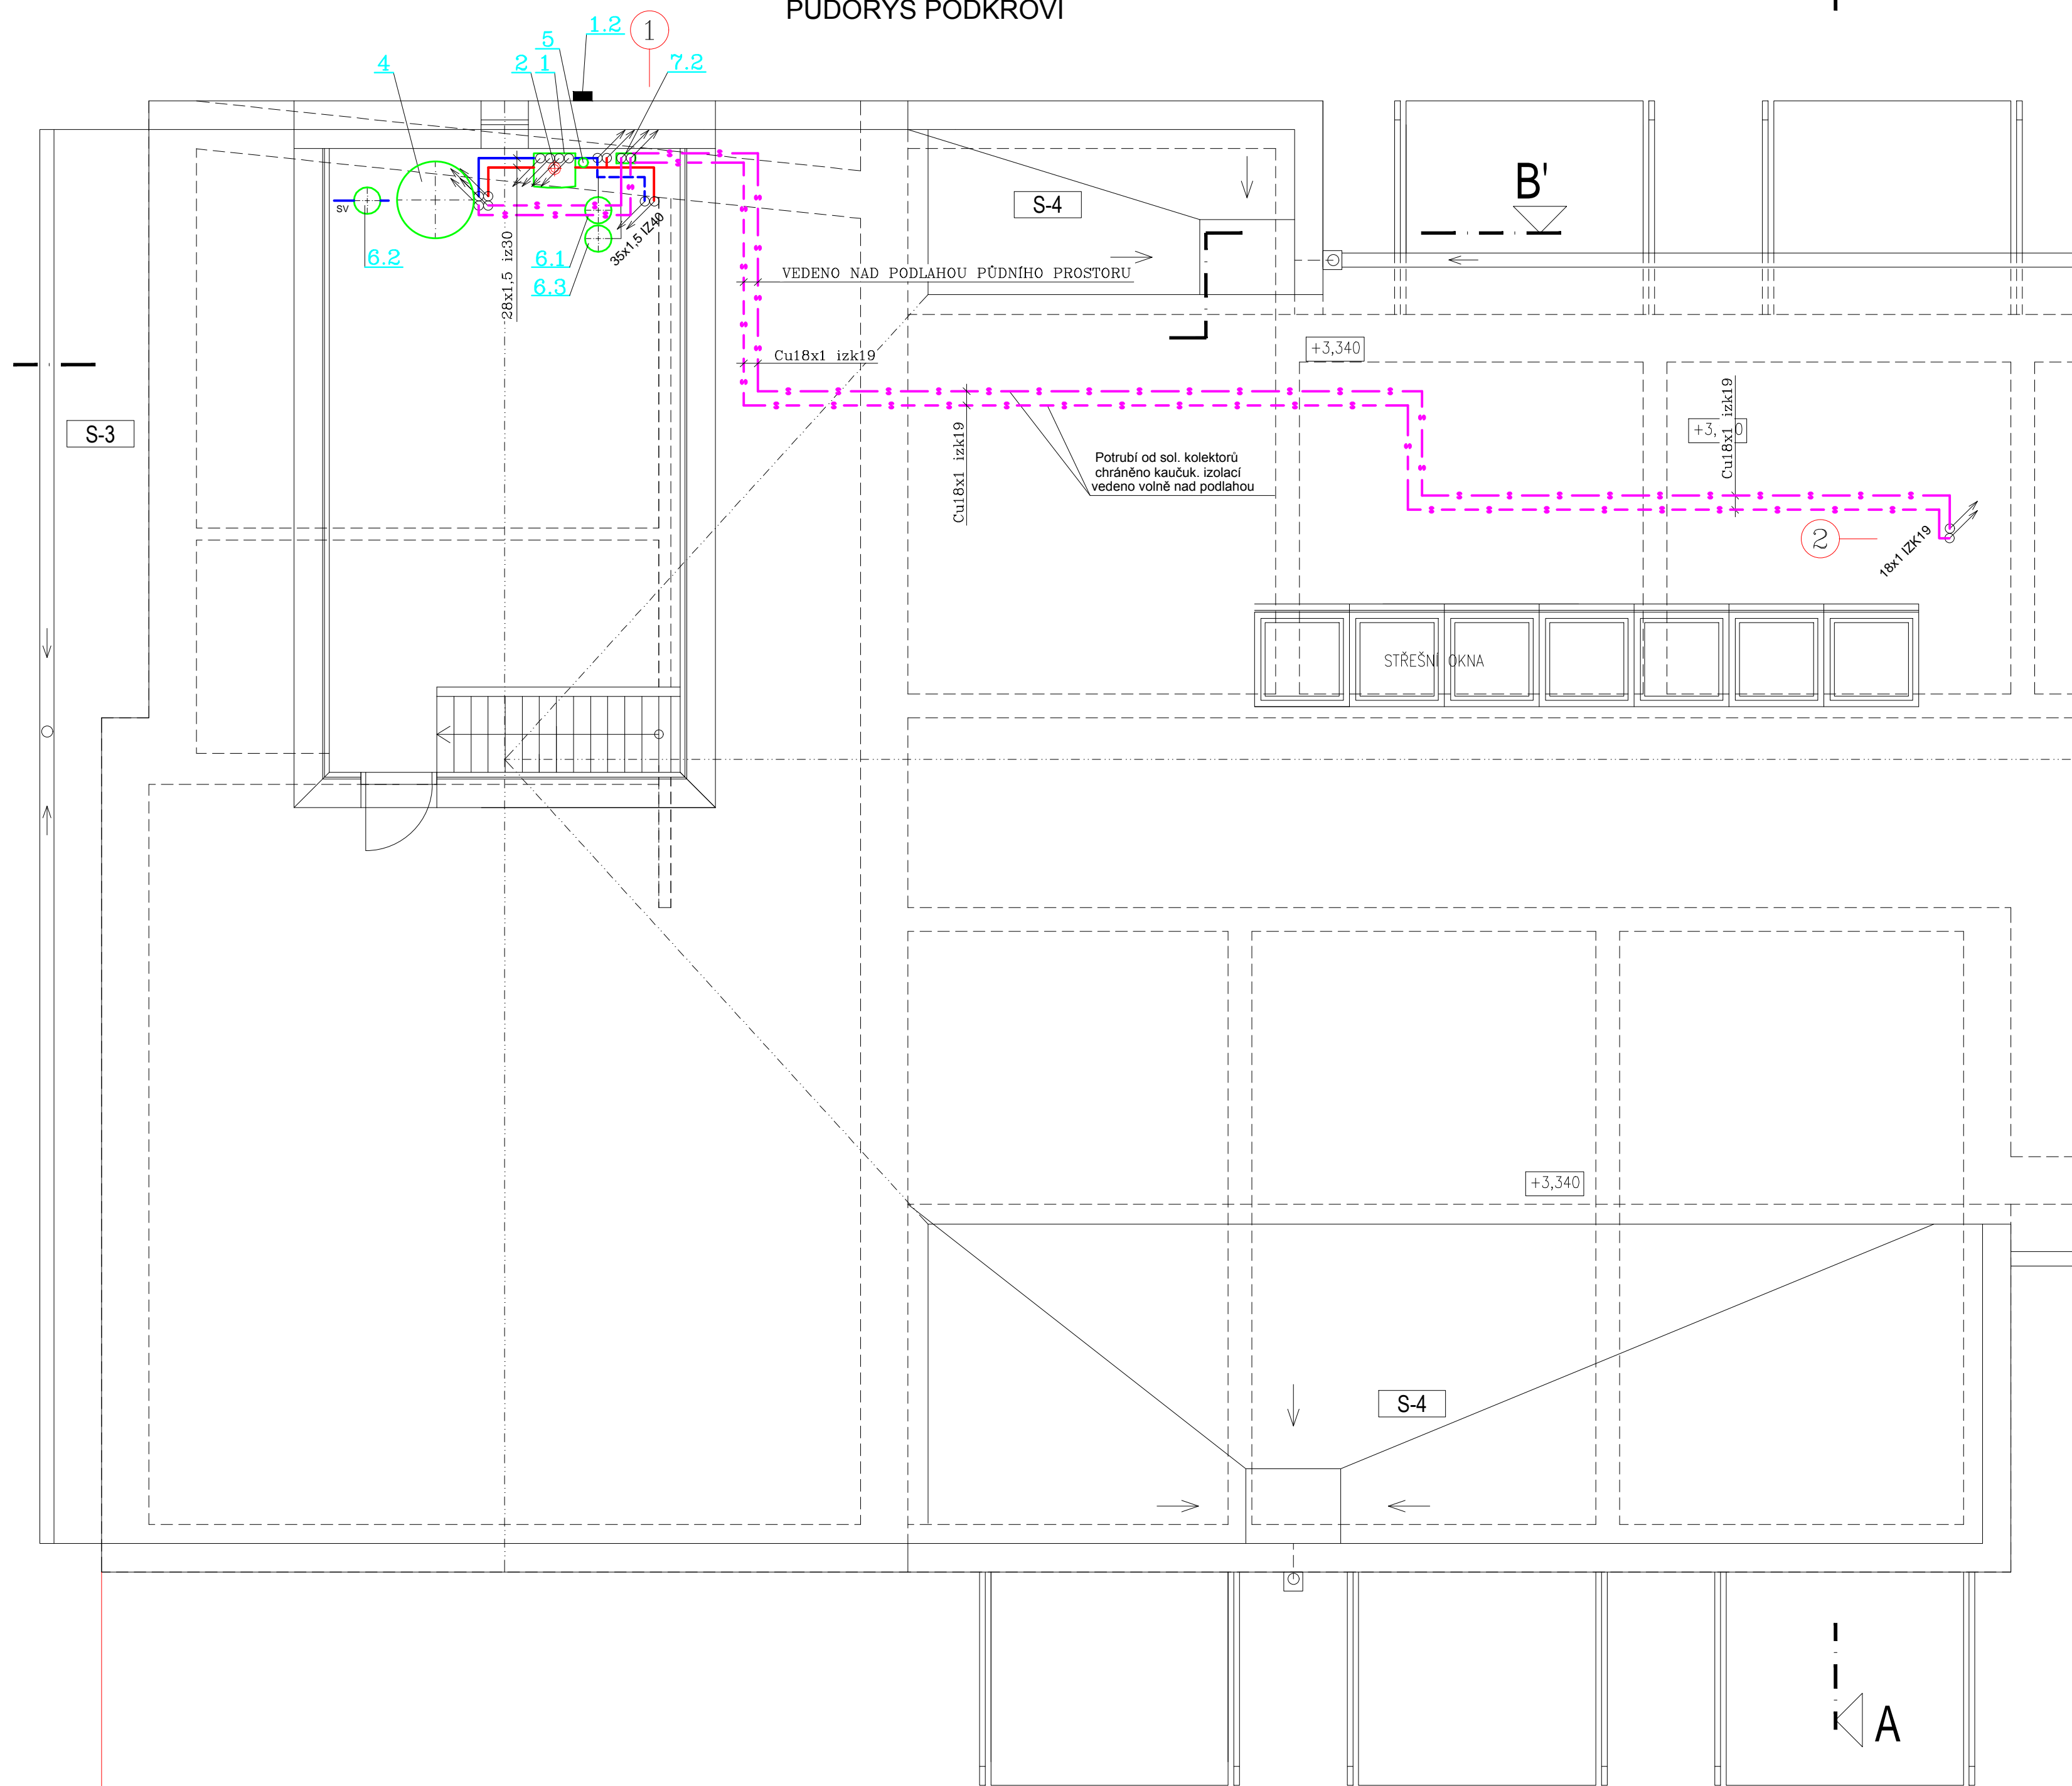 PŮDORYS PODKROVÍ
1.2
1
5
4
2
1
7.2
B'
S-4
SV
6.2
6.1
6.3
28x1,5 iz30
35x1,5 IZ40
VEDENO NAD PODLAHOU PŮDNÍHO PROSTORU
+3,340
Cu18x1 izk19
S-3
Cu18x1 izk19
Potrubí od sol. kolektorů
chráněno kaučuk. izolací
vedeno volně nad podlahou
Cu18x1 izk19
2
18x1 IZK19
STŘEŠNÍ OKNA
+3,340
S-4
A